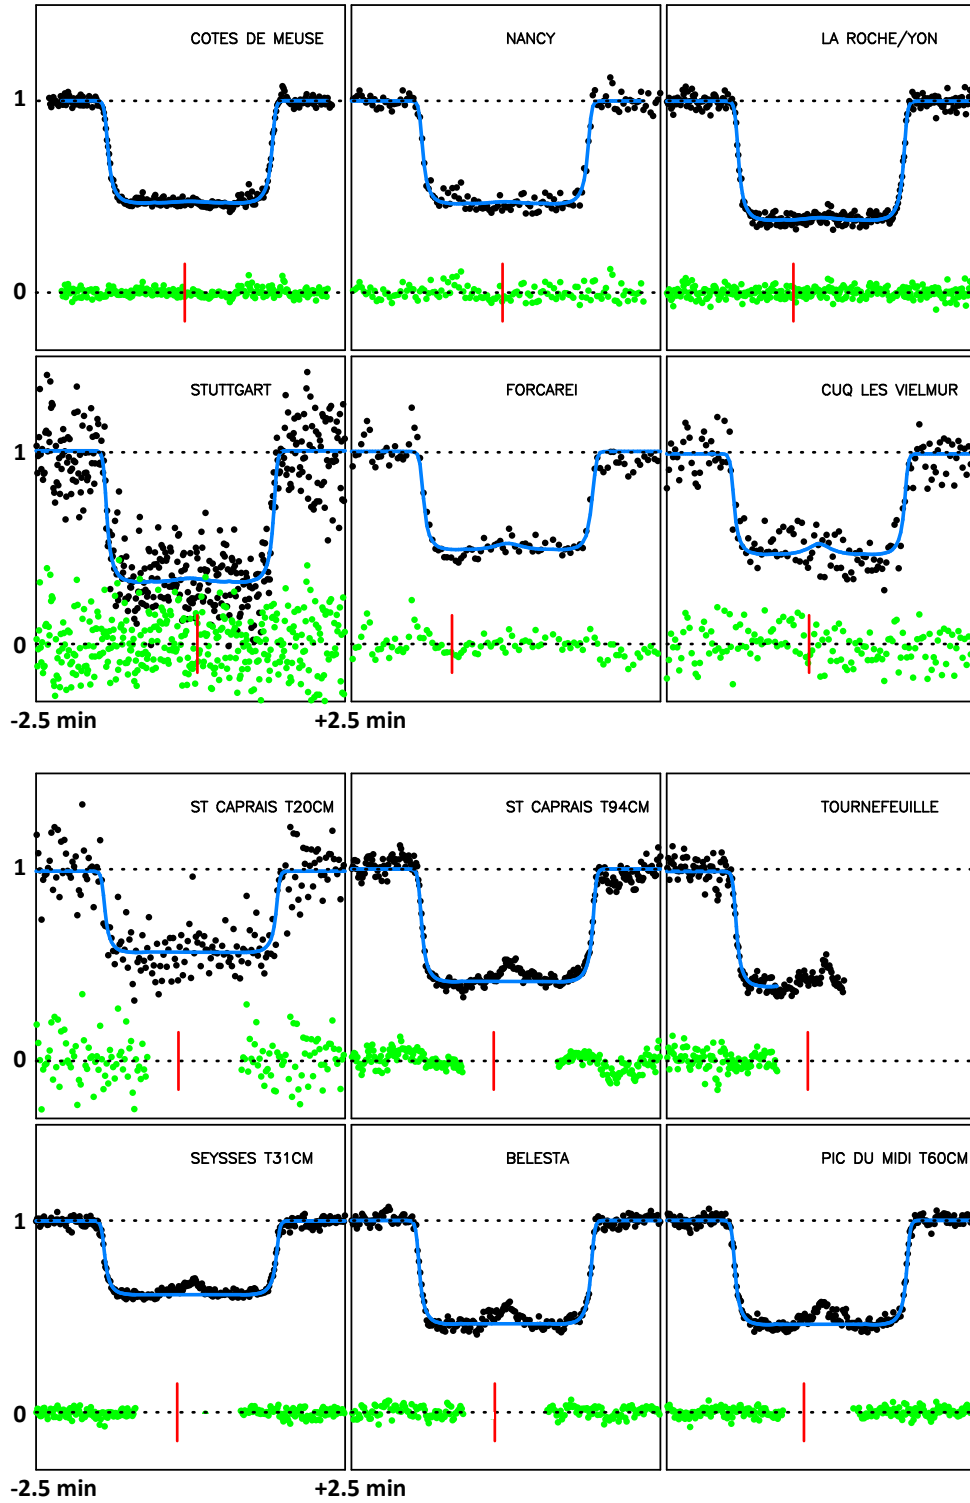 COTES DE MEUSE
NANCY
LA ROCHE/YON
1
0
STUTTGART
FORCAREI
CUQ LES VIELMUR
1
0
-2.5 min
+2.5 min
ST CAPRAIS T20CM
ST CAPRAIS T94CM
TOURNEFEUILLE
1
0
SEYSSES T31CM
BELESTA
PIC DU MIDI T60CM
1
0
-2.5 min
+2.5 min